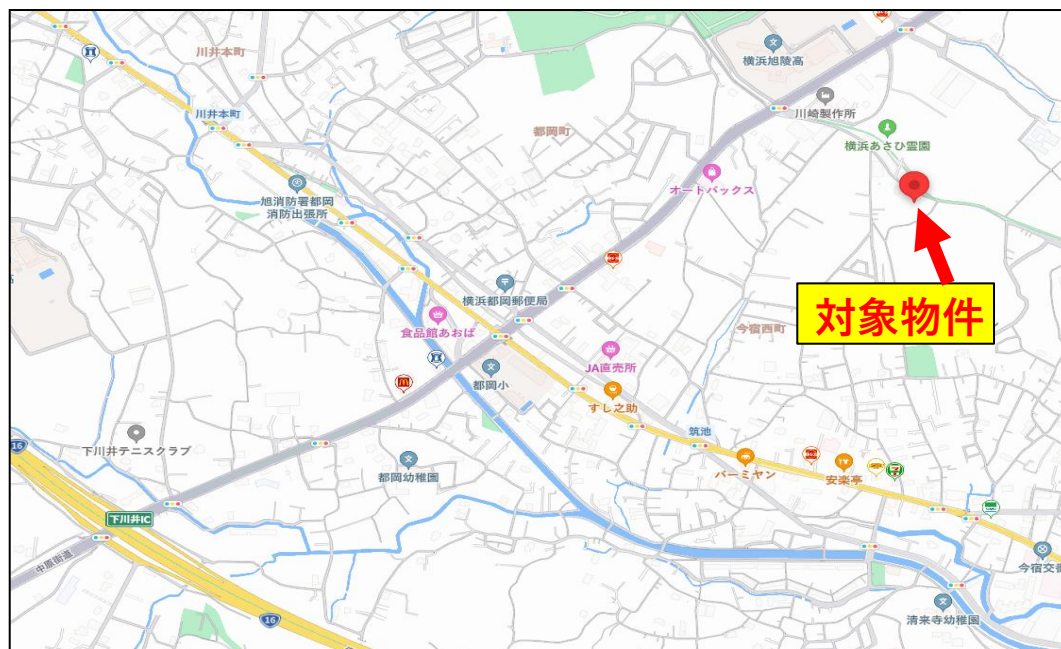 川井本町
横浜旭陵高
川井本町
川崎製作所
都岡町
横浜あさひ霊園
オートバックス
旭消防署都岡
消防出張所
対象物件
横浜都岡郵便局
今宿西町
食品館あおば
JA直売所
都岡小
すし之助
筑池
下川井テニスクラブ
16
都岡幼稚園
バーミヤン
安楽亭
下川井IC
中原街道
今宿交番
清来寺幼稚園
16